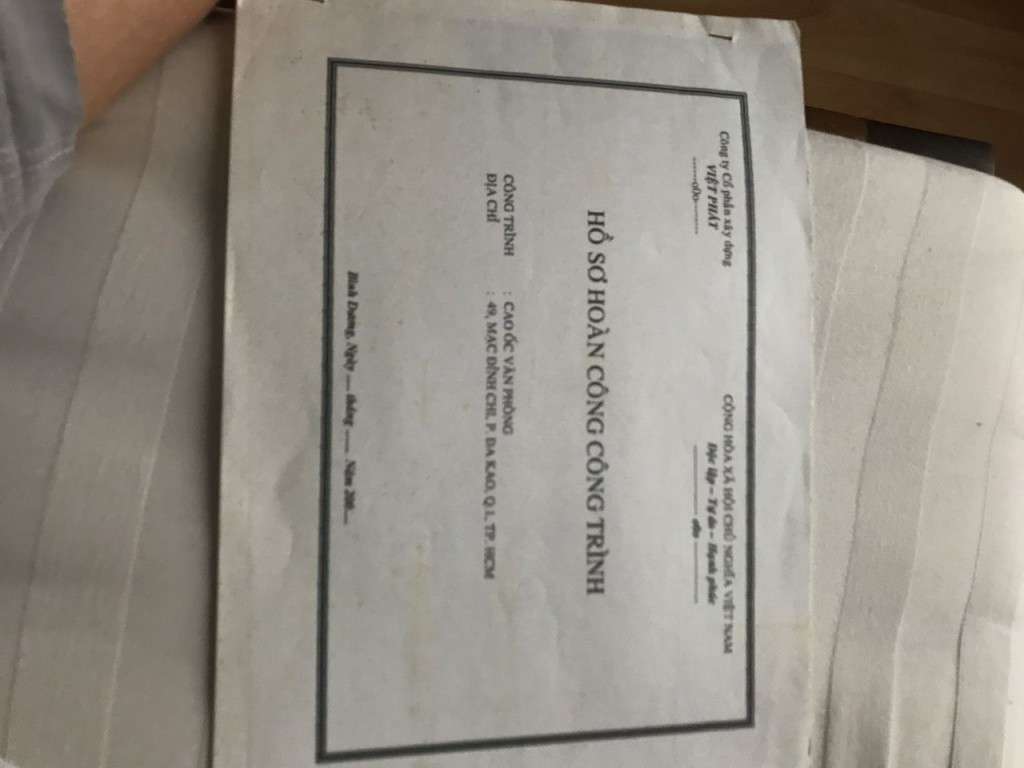 Công ty Cổ phần xây dựng
VIỆT PHÁT
--------o0o--------
CỘNG HÒA XÃ HỘI CHỦ NGHĨA VIỆT NAM
Độc lập – Tự do – Hạnh phúc
HỒ SƠ HOÀN CÔNG CÔNG TRÌNH
CÔNG TRÌNH : CAO ỐC VĂN PHÒNG
ĐỊA CHỈ : 49, MẠC ĐĨNH CHI, P. ĐA KAO, Q.1, TP. HCM
Bình Dương, Ngày .... tháng ..... Năm 200....